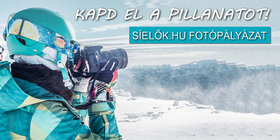 KAPD EL A PILLANATOT!
SÍELŐK.HU FOTÓPÁLYÁZAT